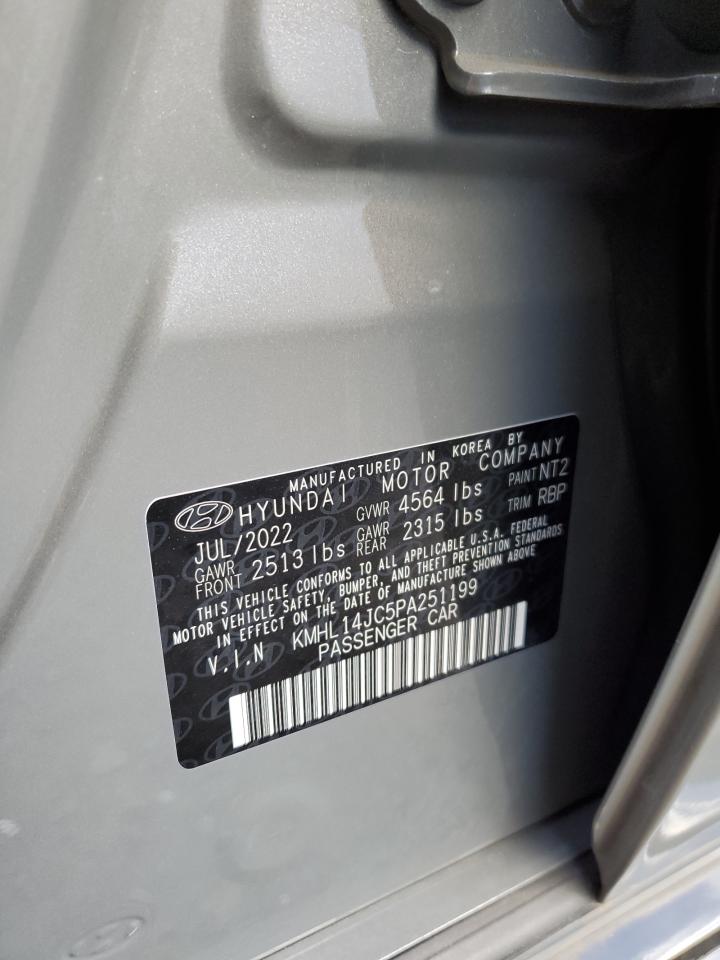 MANUFACTURED IN KOREA BY
HYUNDAI MOTOR COMPANY
JUL/2022 GVWR 4564 lbs PAINT NT2
GAWR FRONT 2513 lbs GAWR REAR 2315 lbs TRIM RBP
THIS VEHICLE CONFORMS TO ALL APPLICABLE U.S.A. FEDERAL
MOTOR VEHICLE SAFETY, BUMPER, AND THEFT PREVENTION STANDARDS
IN EFFECT ON THE DATE OF MANUFACTURE SHOWN ABOVE
V.I.N KMHL14JC5PA251199
PASSENGER CAR